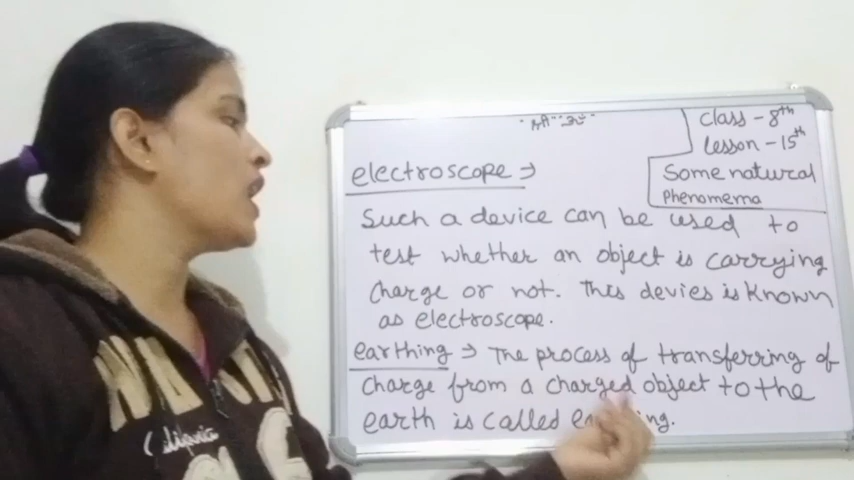 class - 8th
lesson - 15th
Some natural
Phenomema
electroscope →
Such a device can be used to
test whether an object is carrying
charge or not. This devies is known
as electroscope.
earthing → The process of transferring of
charge from a charged object to the
earth is called
California